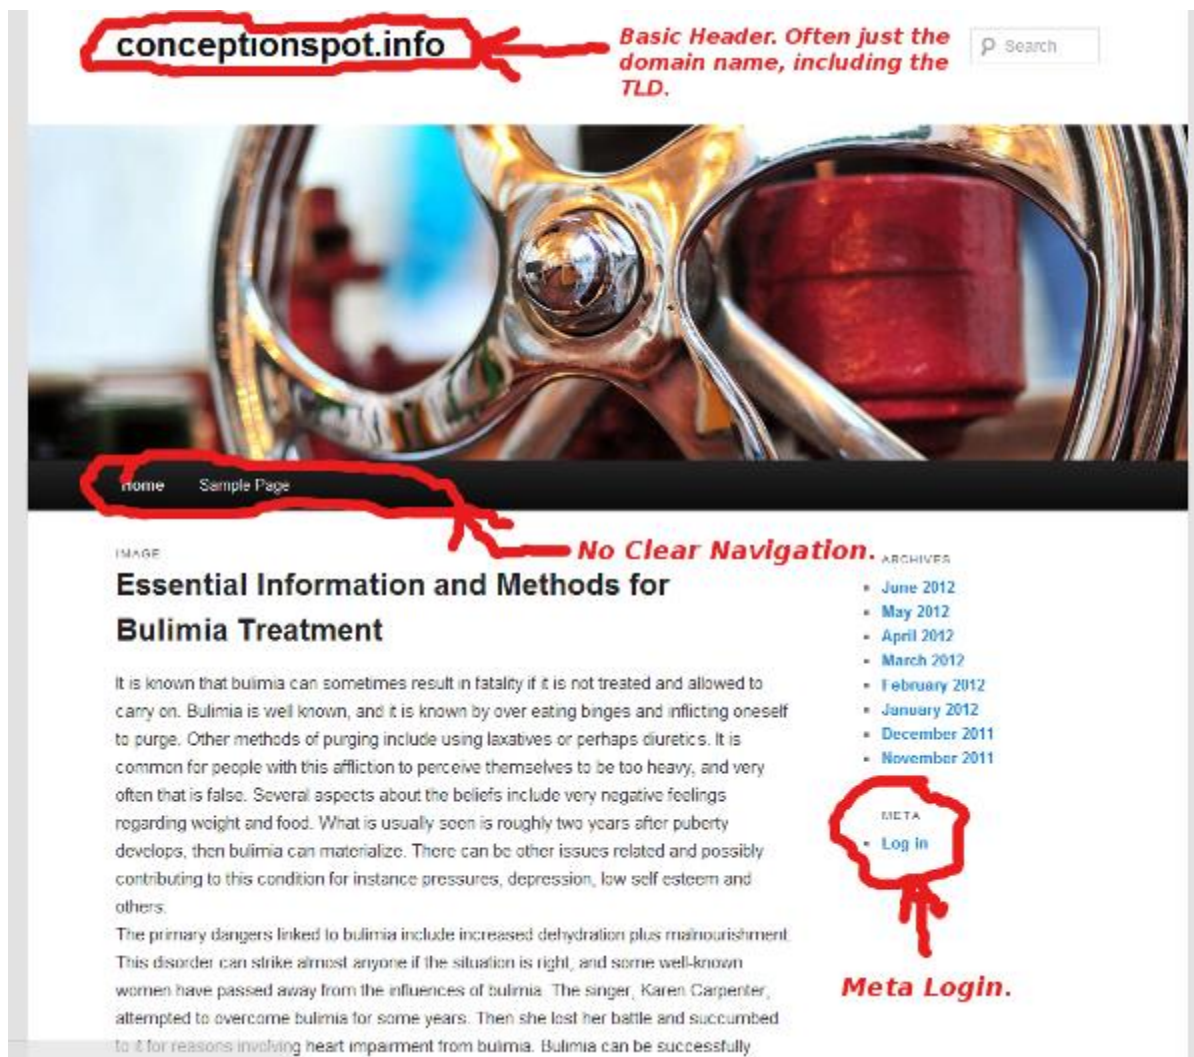 conceptionspot.info
Basic Header. Often just the
domain name, including the
TLD.
Search
Home
Sample Page
No Clear Navigation.
IMAGE
Essential Information and Methods for
Bulimia Treatment
It is known that bulimia can sometimes result in fatality if it is not treated and allowed to
carry on. Bulimia is well known, and it is known by over eating binges and inflicting oneself
to purge. Other methods of purging include using laxatives or perhaps diuretics. It is
common for people with this affliction to perceive themselves to be too heavy, and very
often that is false. Several aspects about the beliefs include very negative feelings
regarding weight and food. What is usually seen is roughly two years after puberty
develops, then bulimia can materialize. There can be other issues related and possibly
contributing to this condition for instance pressures, depression, low self esteem and
others.
The primary dangers linked to bulimia include increased dehydration plus malnourishment.
This disorder can strike almost anyone if the situation is right, and some well-known
women have passed away from the influences of bulimia. The singer, Karen Carpenter,
attempted to overcome bulimia for some years. Then she lost her battle and succumbed
to it for reasons involving heart impairment from bulimia. Bulimia can be successfully
ARCHIVES
June 2012
May 2012
April 2012
March 2012
February 2012
January 2012
December 2011
November 2011
META
Log in
Meta Login.